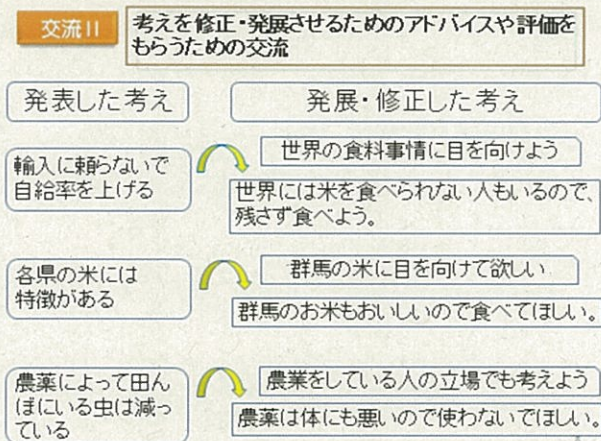 交流Ⅱ
考えを修正・発展させるためのアドバイスや評価を
もらうための交流
発表した考え
発展・修正した考え
輸入に頼らないで
自給率を上げる
世界の食料事情に目を向けよう
世界には米を食べられない人もいるので、
残さず食べよう。
各県の米には
特徴がある
群馬の米に目を向けて欲しい
群馬のお米もおいしいので食べてほしい。
農薬によって田ん
ぼにいる虫は減っ
ている
農業をしている人の立場でも考えよう
農薬は体にも悪いので使わないでほしい。